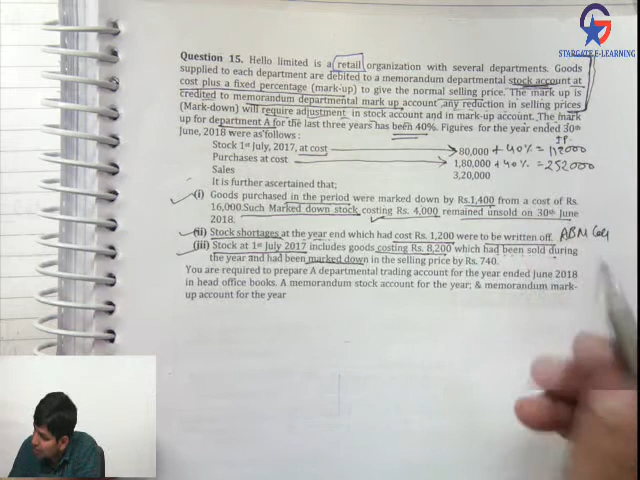 STARGATE E-LEARNING
Question 15. Hello limited is a retail organization with several departments. Goods
supplied to each department are debited to a memorandum departmental stock account at
cost plus a fixed percentage (mark-up) to give the normal selling price. The mark up is
credited to memorandum departmental mark up account any reduction in selling prices
(Mark-down) will require adjustment in stock account and in mark-up account. The mark
up for department A for the last three years has been 40%. Figures for the year ended 30th
June, 2018 were as follows :
Stock 1st July, 2017, at cost 80,000 + 40% = 112000
Purchases at cost 1,80,000 + 40% = 252000
Sales 3,20,000
It is further ascertained that;
(i) Goods purchased in the period were marked down by Rs.1,400 from a cost of Rs.
16,000.Such Marked down stock costing Rs. 4,000 remained unsold on 30th June
2018.
(ii) Stock shortages at the year end which had cost Rs. 1,200 were to be written off.
(iii) Stock at 1st July 2017 includes goods costing Rs. 8,200 which had been sold during
the year and had been marked down in the selling price by Rs. 740.
You are required to prepare A departmental trading account for the year ended June 2018
in head office books. A memorandum stock account for the year; & memorandum mark-
up account for the year